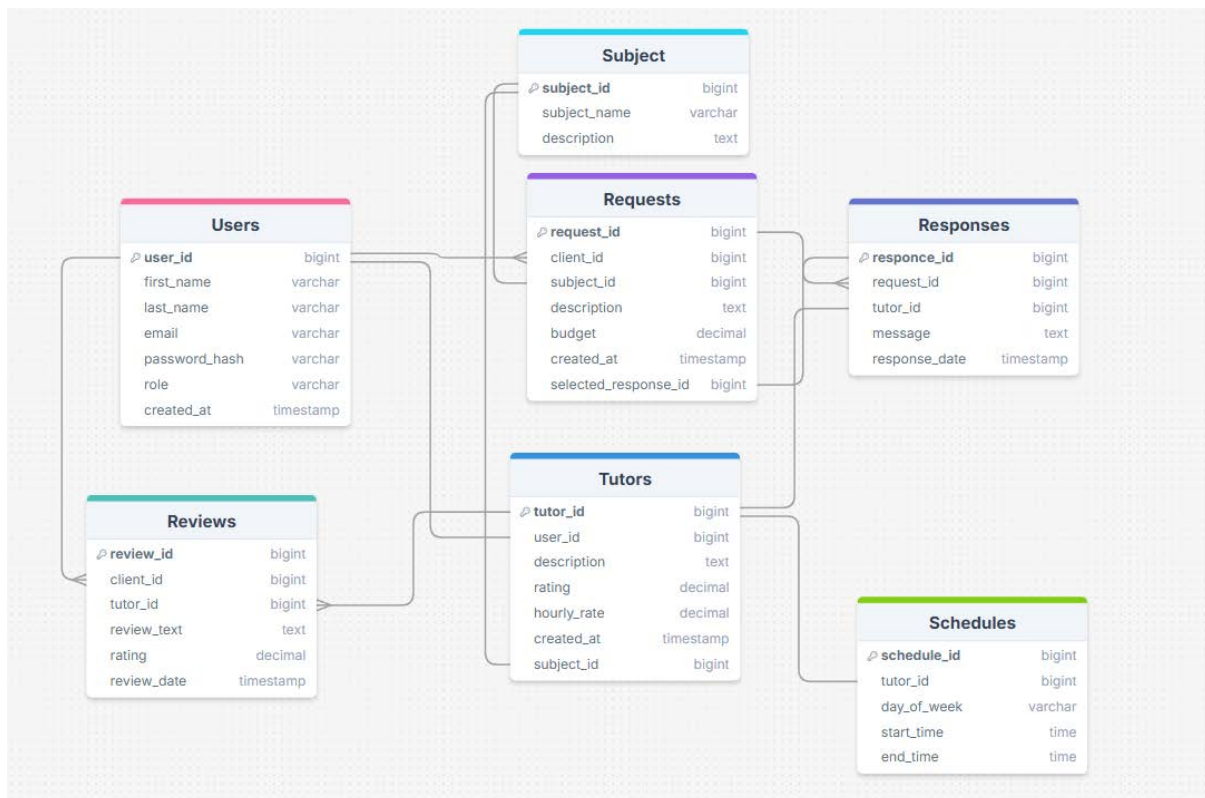 Subject
subject_id bigint
subject_name varchar
description text
Requests
request_id bigint
client_id bigint
subject_id bigint
description text
budget decimal
created_at timestamp
selected_response_id bigint
Users
user_id bigint
first_name varchar
last_name varchar
email varchar
password_hash varchar
role varchar
created_at timestamp
Responses
responce_id bigint
request_id bigint
tutor_id bigint
message text
response_date timestamp
Tutors
tutor_id bigint
user_id bigint
description text
rating decimal
hourly_rate decimal
created_at timestamp
subject_id bigint
Reviews
review_id bigint
client_id bigint
tutor_id bigint
review_text text
rating decimal
review_date timestamp
Schedules
schedule_id bigint
tutor_id bigint
day_of_week varchar
start_time time
end_time time